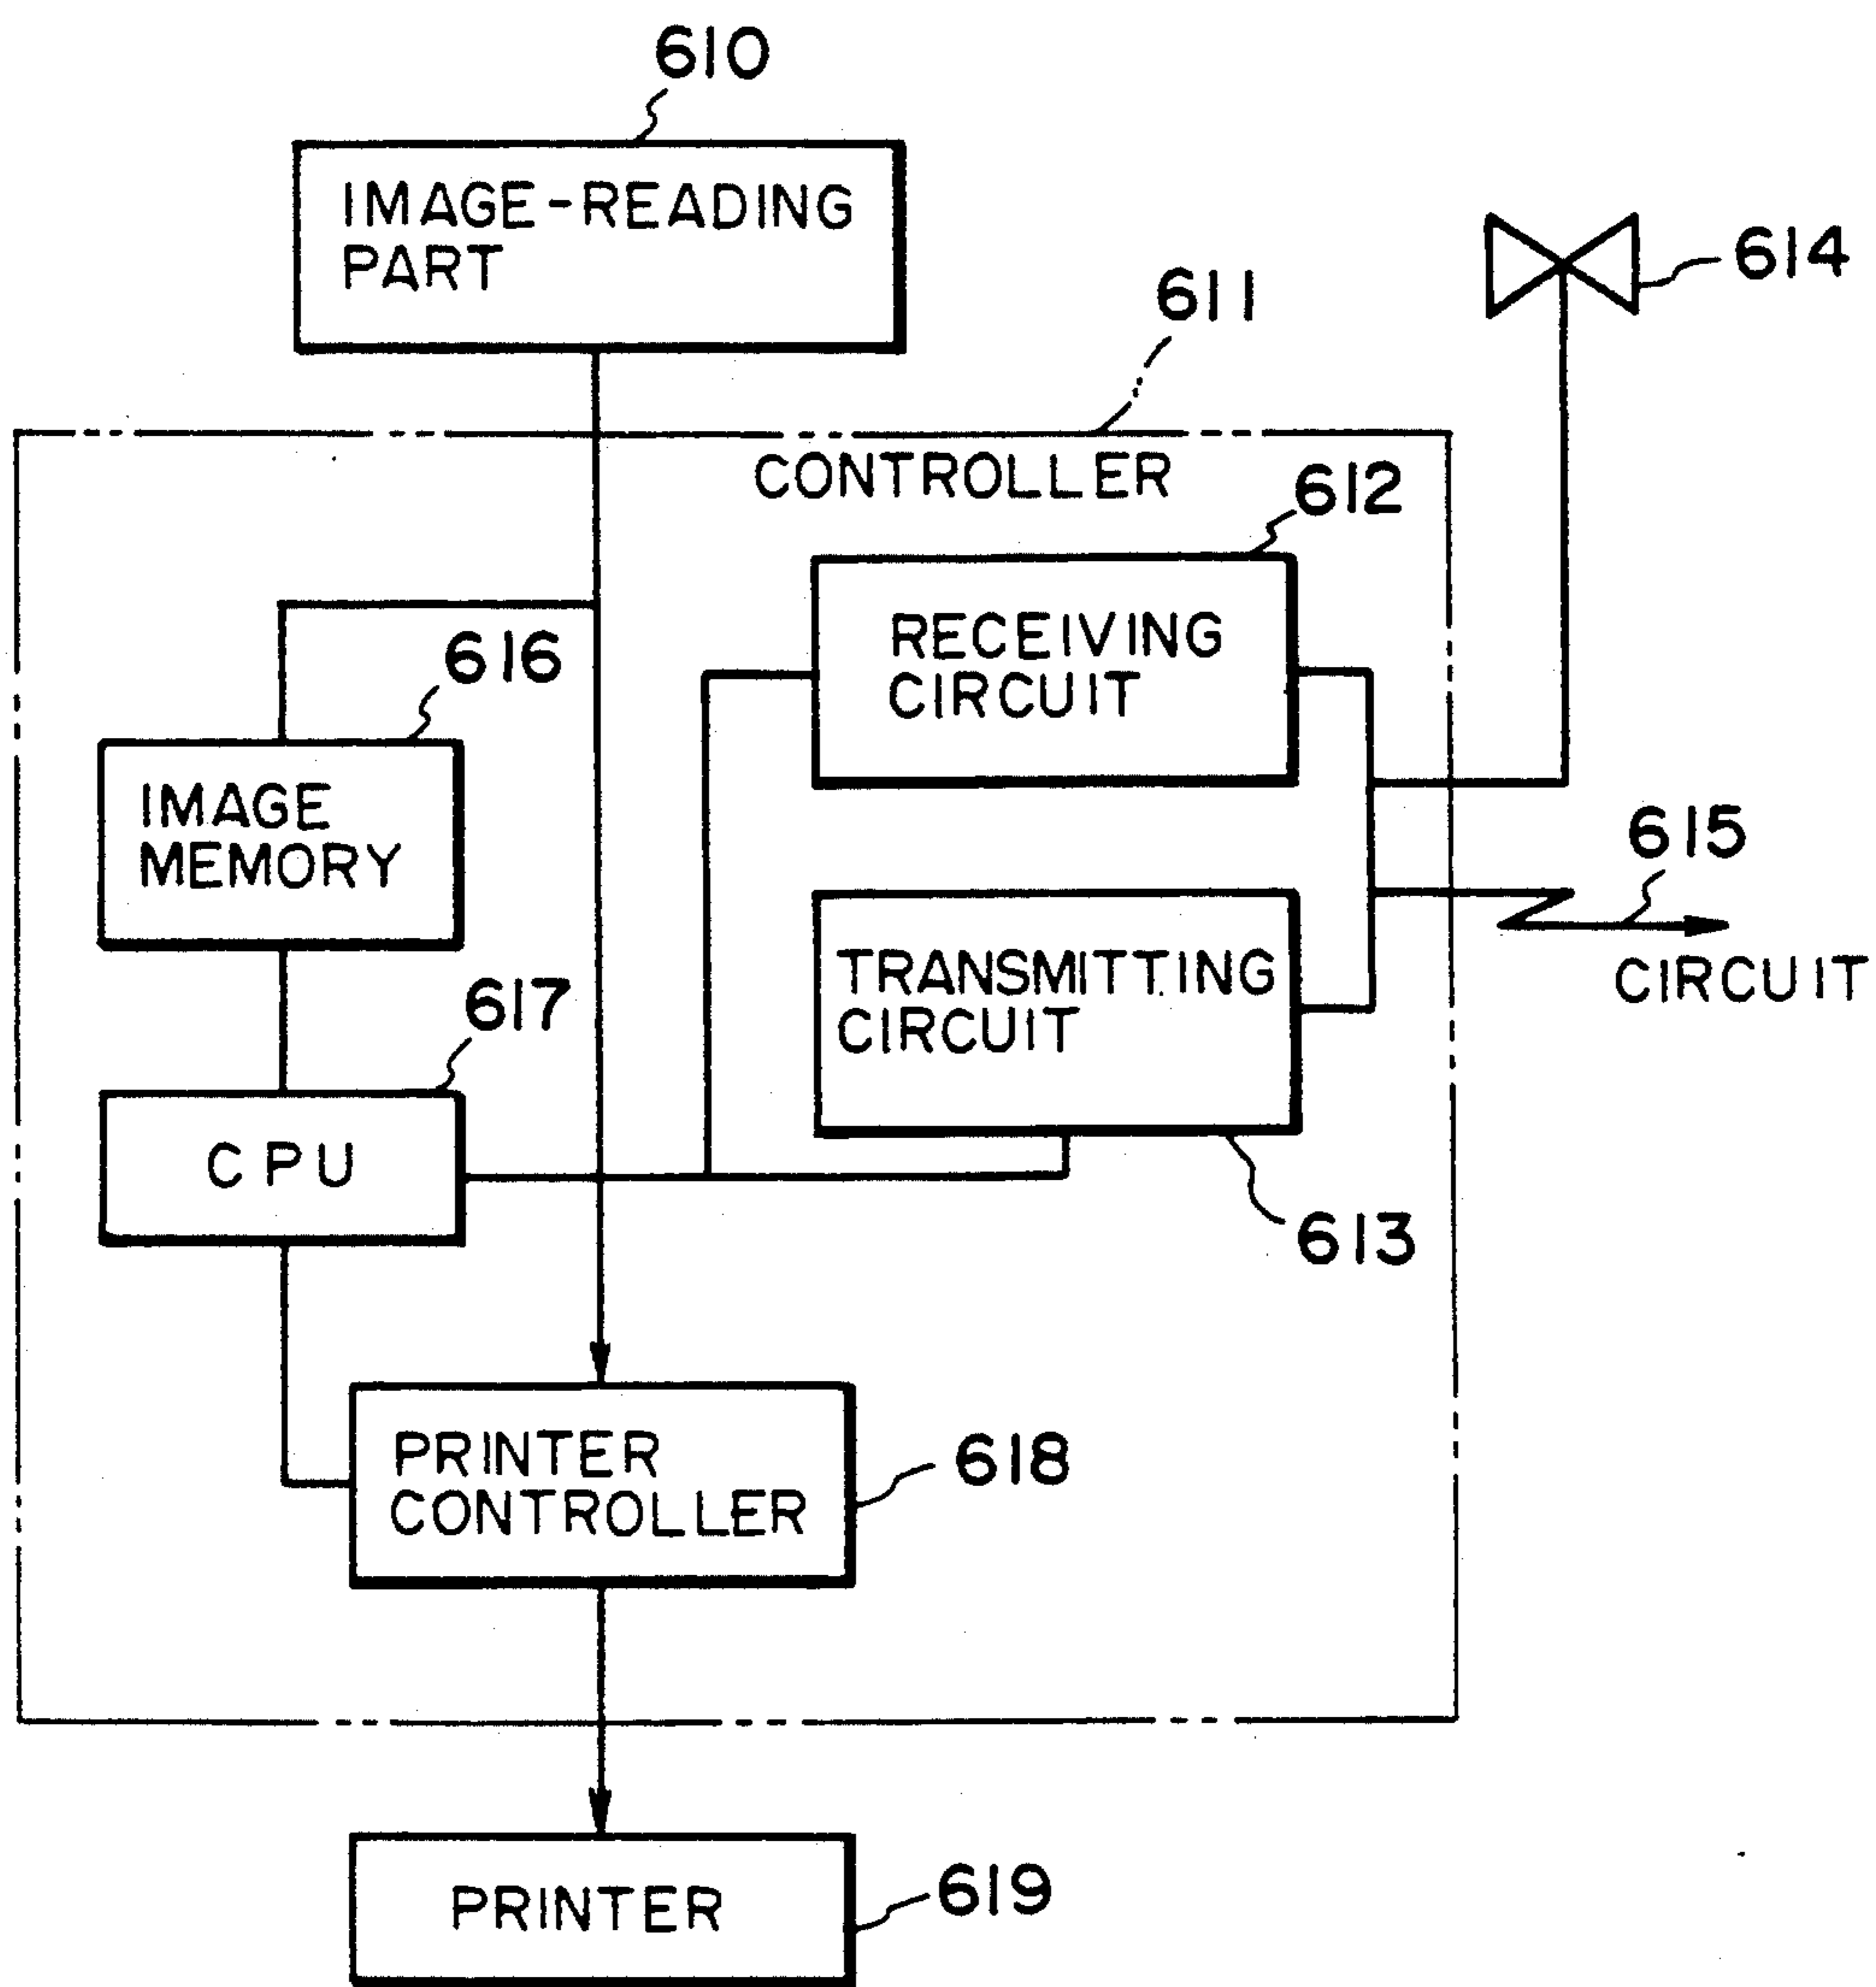 610
IMAGE-READING
PART
614
611
CONTROLLER
612
RECEIVING
CIRCUIT
616
IMAGE
MEMORY
615
CIRCUIT
TRANSMITTING
CIRCUIT
617
CPU
613
PRINTER
CONTROLLER
618
PRINTER
619